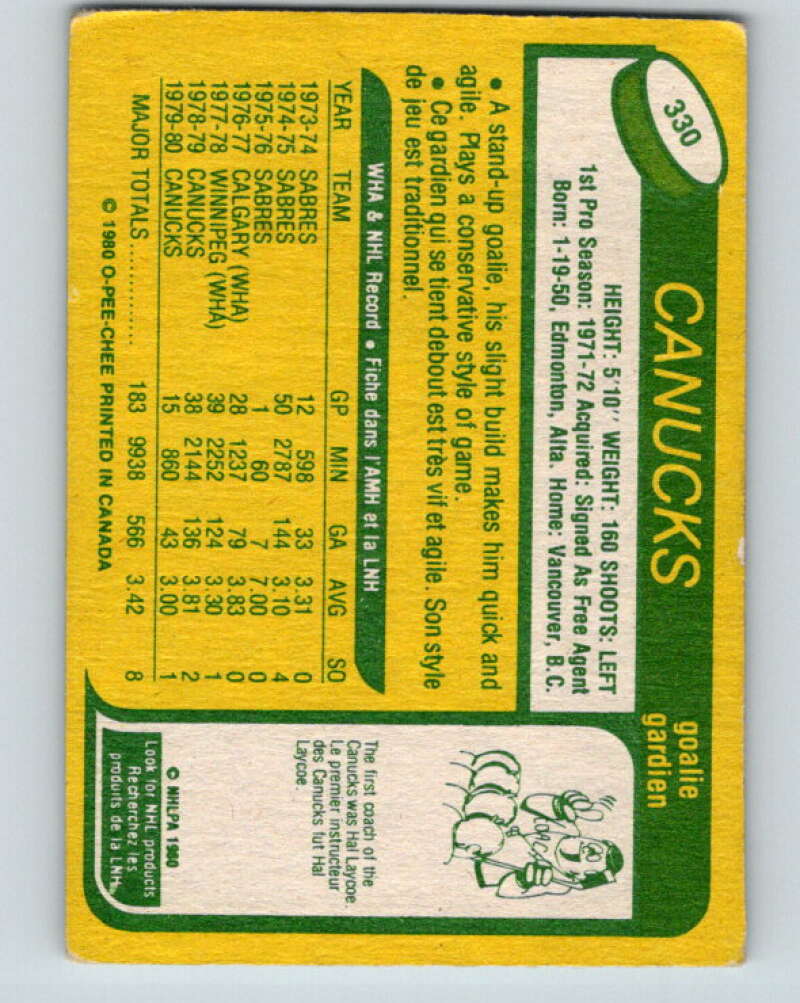 330
CANUCKS
goalie
gardien
HEIGHT: 5'10" WEIGHT: 160 SHOOTS: LEFT
1st Pro Season: 1971-72 Acquired: Signed As Free Agent
Born: 1-19-50, Edmonton, Alta. Home: Vancouver, B.C.
• A stand-up goalie, his slight build makes him quick and
agile. Plays a conservative style of game.
• Ce gardien qui se tient debout est très vif et agile. Son style
de jeu est traditionnel.
WHA & NHL Record • Fiche dans l'AMH et la LNH
YEAR TEAM GP MIN GA AVG SO
1973-74 SABRES 12 598 33 3.31 0
1974-75 SABRES 50 2787 144 3.10 4
1975-76 SABRES 1 60 7 7.00 0
1976-77 CALGARY (WHA) 28 1237 79 3.83 0
1977-78 WINNIPEG (WHA) 39 2252 124 3.30 1
1978-79 CANUCKS 38 2144 136 3.81 2
1979-80 CANUCKS 15 860 43 3.00 1
MAJOR TOTALS .............. 183 9938 566 3.42 8
© 1980 O-PEE-CHEE PRINTED IN CANADA
Coach
The first coach of the
Canucks was Hal Laycoe.
Le premier instructeur
des Canucks fut Hal
Laycoe.
© NHLPA 1980
Look for NHL products
Recherchez les
produits de la LNH